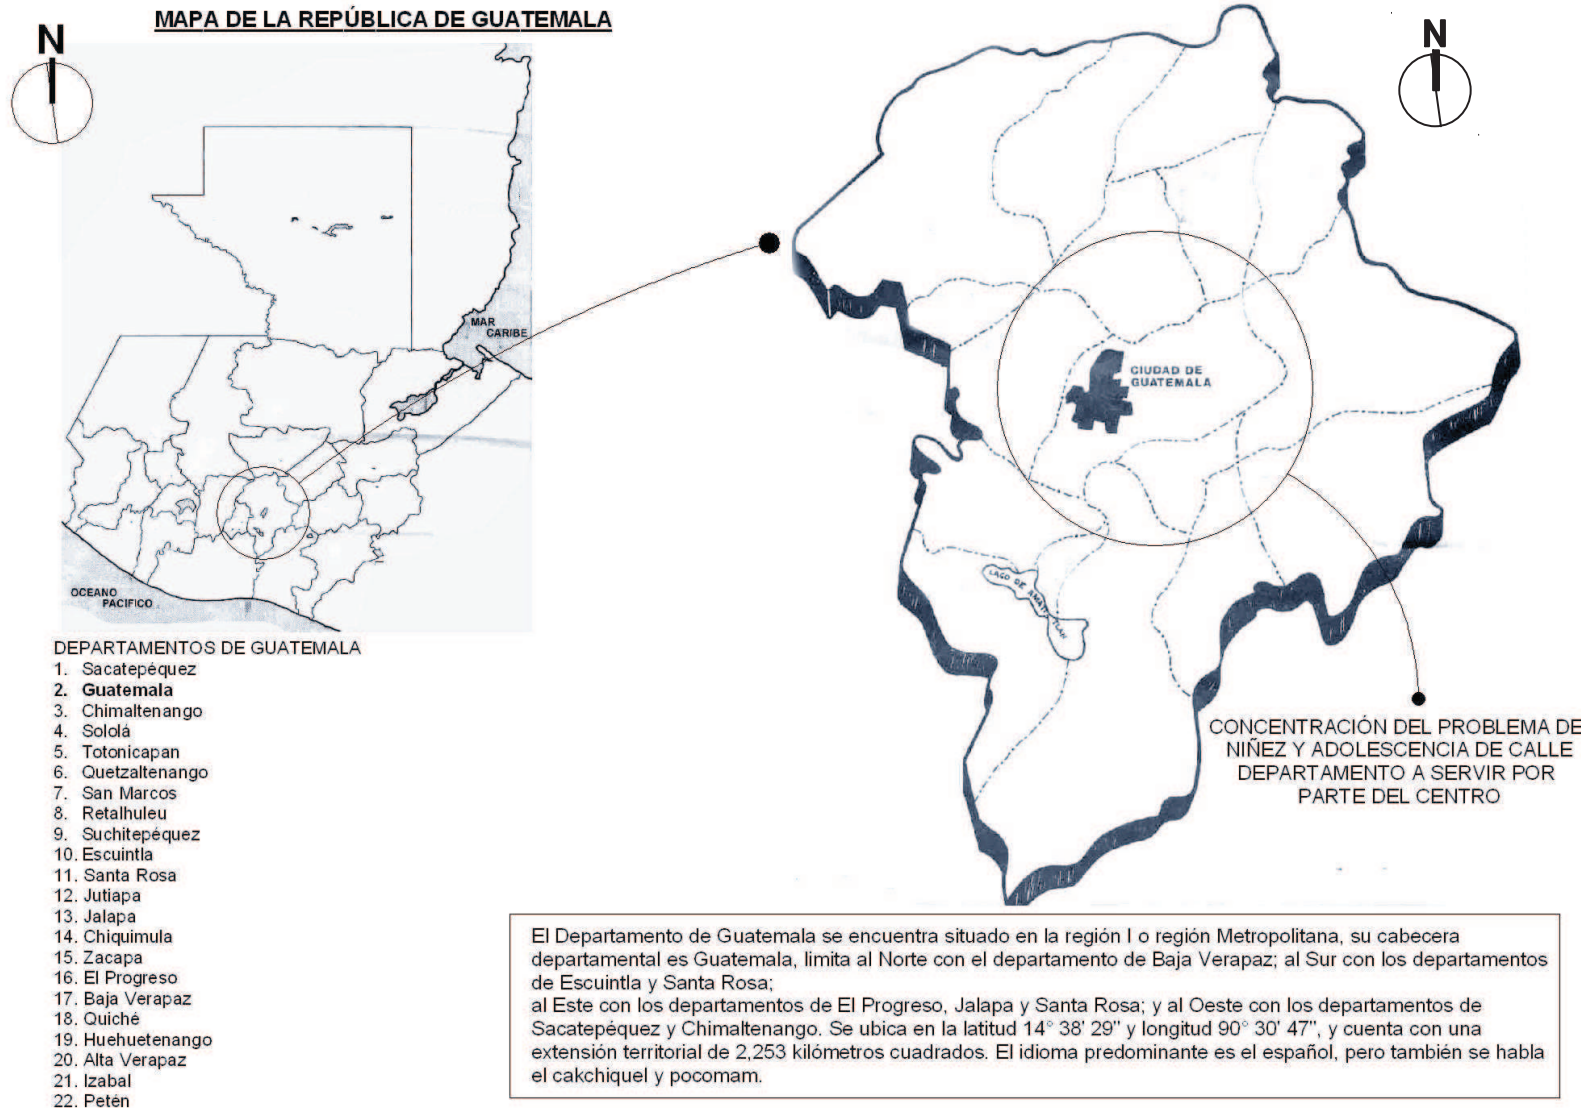 MAPA DE LA REPÚBLICA DE GUATEMALA
N
N
MAR
CARIBE
OCEANO
PACIFICO
CIUDAD DE
GUATEMALA
LAGO DE AMATITLAN
DEPARTAMENTOS DE GUATEMALA
1. Sacatepéquez
2. Guatemala
3. Chimaltenango
4. Sololá
5. Totonicapan
6. Quetzaltenango
7. San Marcos
8. Retalhuleu
9. Suchitepéquez
10. Escuintla
11. Santa Rosa
12. Jutiapa
13. Jalapa
14. Chiquimula
15. Zacapa
16. El Progreso
17. Baja Verapaz
18. Quiché
19. Huehuetenango
20. Alta Verapaz
21. Izabal
22. Petén
CONCENTRACIÓN DEL PROBLEMA DE
NIÑEZ Y ADOLESCENCIA DE CALLE
DEPARTAMENTO A SERVIR POR
PARTE DEL CENTRO
El Departamento de Guatemala se encuentra situado en la región I o región Metropolitana, su cabecera
departamental es Guatemala, limita al Norte con el departamento de Baja Verapaz; al Sur con los departamentos
de Escuintla y Santa Rosa;
al Este con los departamentos de El Progreso, Jalapa y Santa Rosa; y al Oeste con los departamentos de
Sacatepéquez y Chimaltenango. Se ubica en la latitud 14° 38' 29" y longitud 90° 30' 47", y cuenta con una
extensión territorial de 2,253 kilómetros cuadrados. El idioma predominante es el español, pero también se habla
el cakchiquel y pocomam.